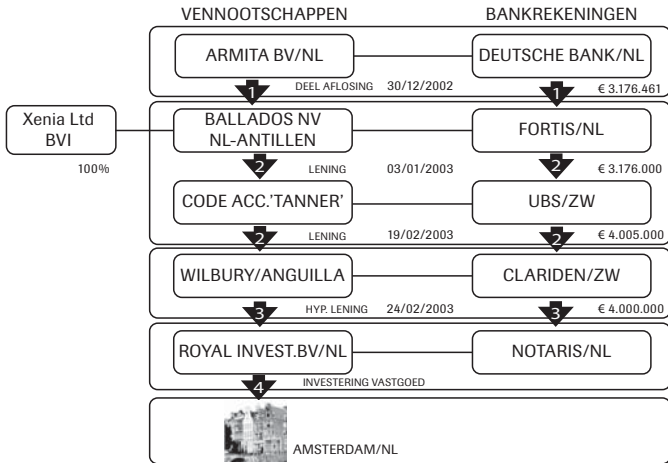 VENNOOTSCHAPPEN BANKREKENINGEN
ARMITA BV/NL DEUTSCHE BANK/NL
1 DEEL AFLOSING 30/12/2002 1 € 3.176.461
Xenia Ltd
BVI
100%
BALLADOS NV
NL-ANTILLEN
FORTIS/NL
2 LENING 03/01/2003 2 € 3.176.000
CODE ACC.'TANNER' UBS/ZW
2 LENING 19/02/2003 2 € 4.005.000
WILBURY/ANGUILLA CLARIDEN/ZW
3 HYP. LENING 24/02/2003 3 € 4.000.000
ROYAL INVEST.BV/NL NOTARIS/NL
4 INVESTERING VASTGOED
AMSTERDAM/NL